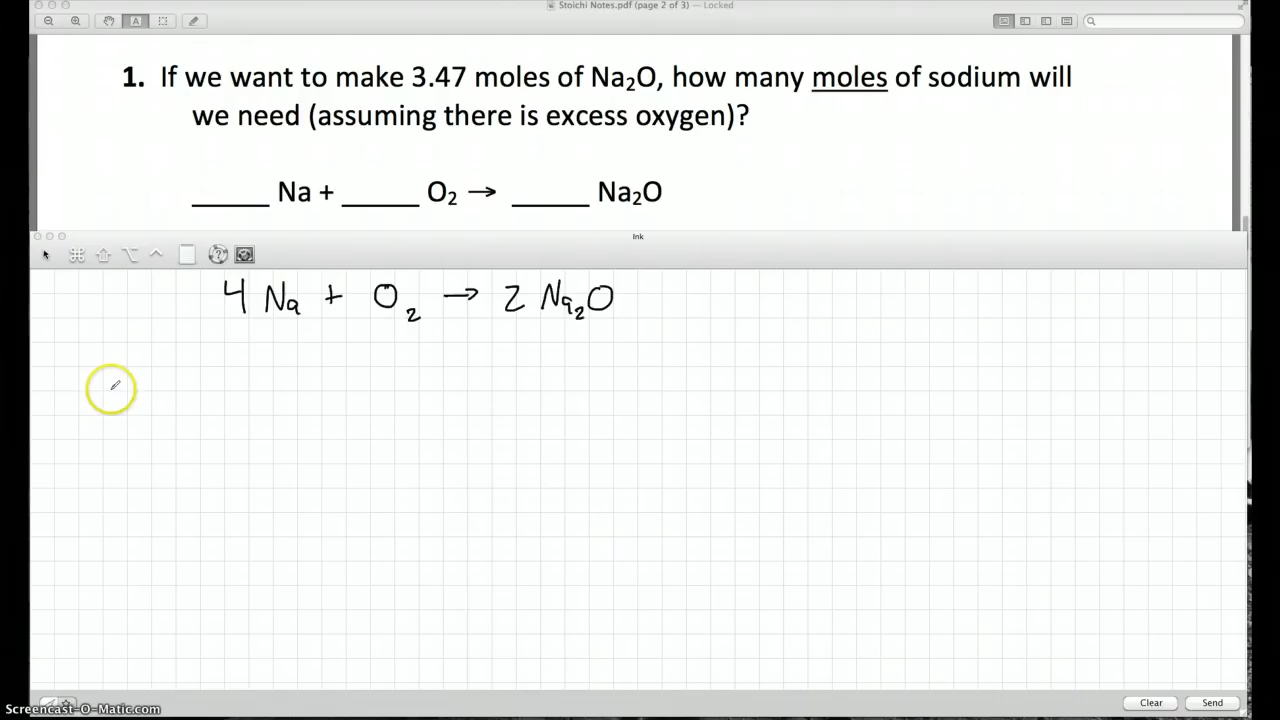 Stoichi Notes.pdf (page 2 of 3) — Locked
1. If we want to make 3.47 moles of Na₂O, how many moles of sodium will
we need (assuming there is excess oxygen)?
_____ Na + _____ O₂ → _____ Na₂O
Ink
4 Na + O₂ → 2 Na₂O
Clear Send
Screencast-O-Matic.com